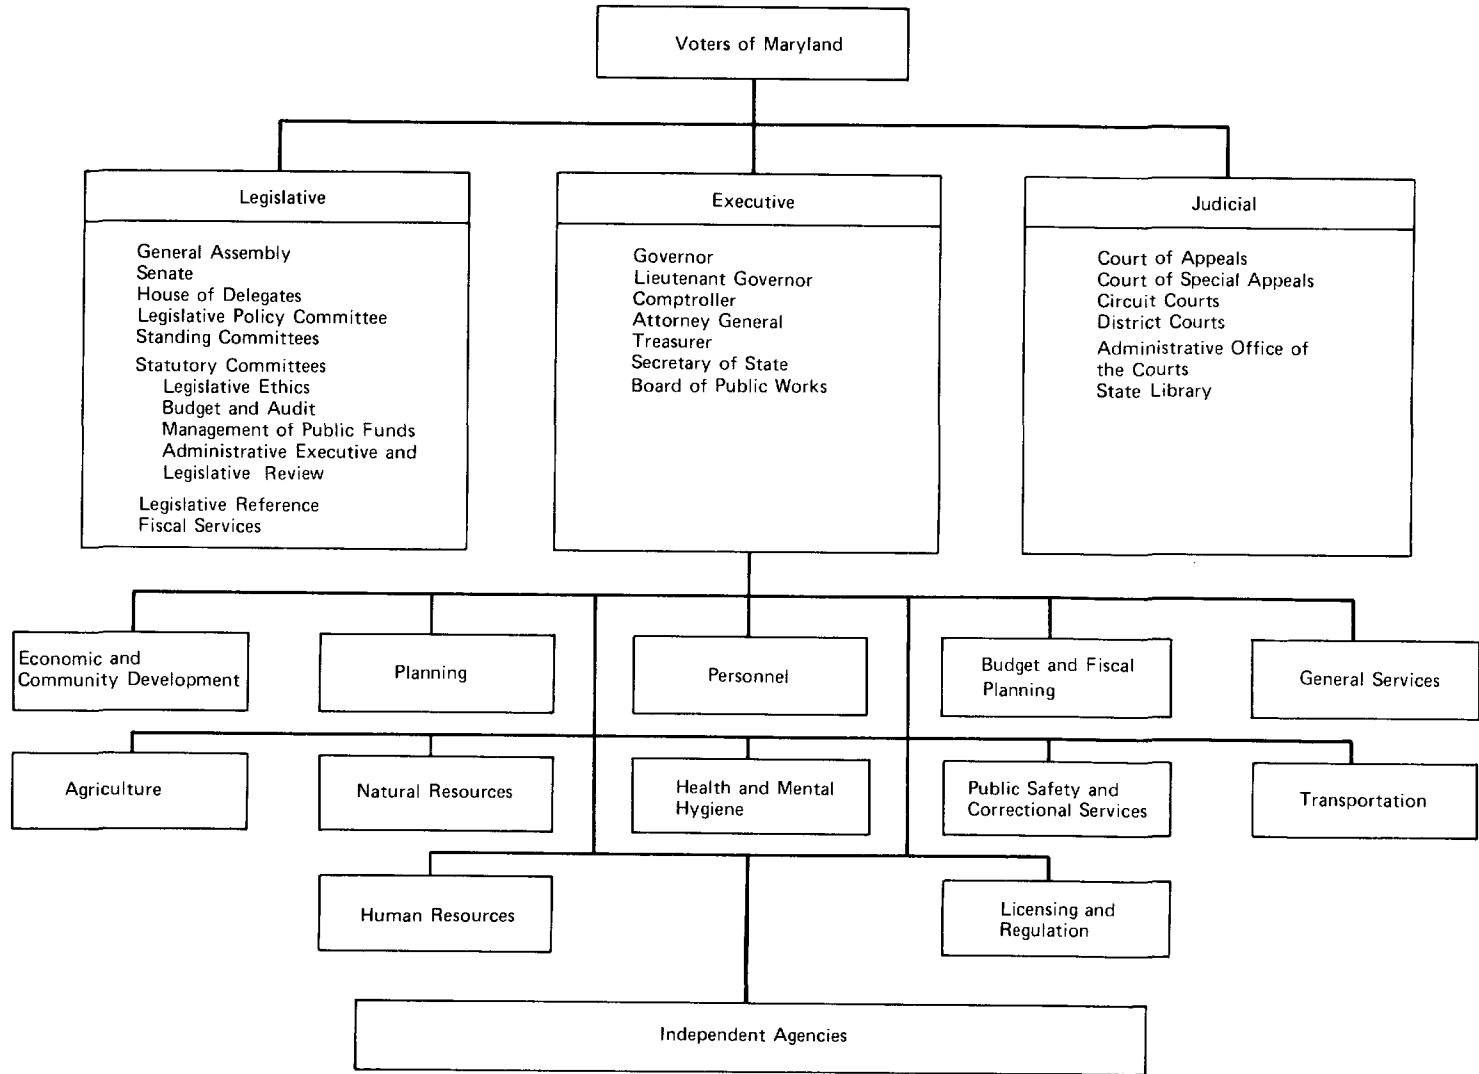 Voters of Maryland
Legislative
General Assembly
Senate
House of Delegates
Legislative Policy Committee
Standing Committees
Statutory Committees
Legislative Ethics
Budget and Audit
Management of Public Funds
Administrative Executive and
Legislative Review
Legislative Reference
Fiscal Services
Executive
Governor
Lieutenant Governor
Comptroller
Attorney General
Treasurer
Secretary of State
Board of Public Works
Judicial
Court of Appeals
Court of Special Appeals
Circuit Courts
District Courts
Administrative Office of
the Courts
State Library
Economic and
Community Development
Planning
Personnel
Budget and Fiscal
Planning
General Services
Agriculture
Natural Resources
Health and Mental
Hygiene
Public Safety and
Correctional Services
Transportation
Human Resources
Licensing and
Regulation
Independent Agencies